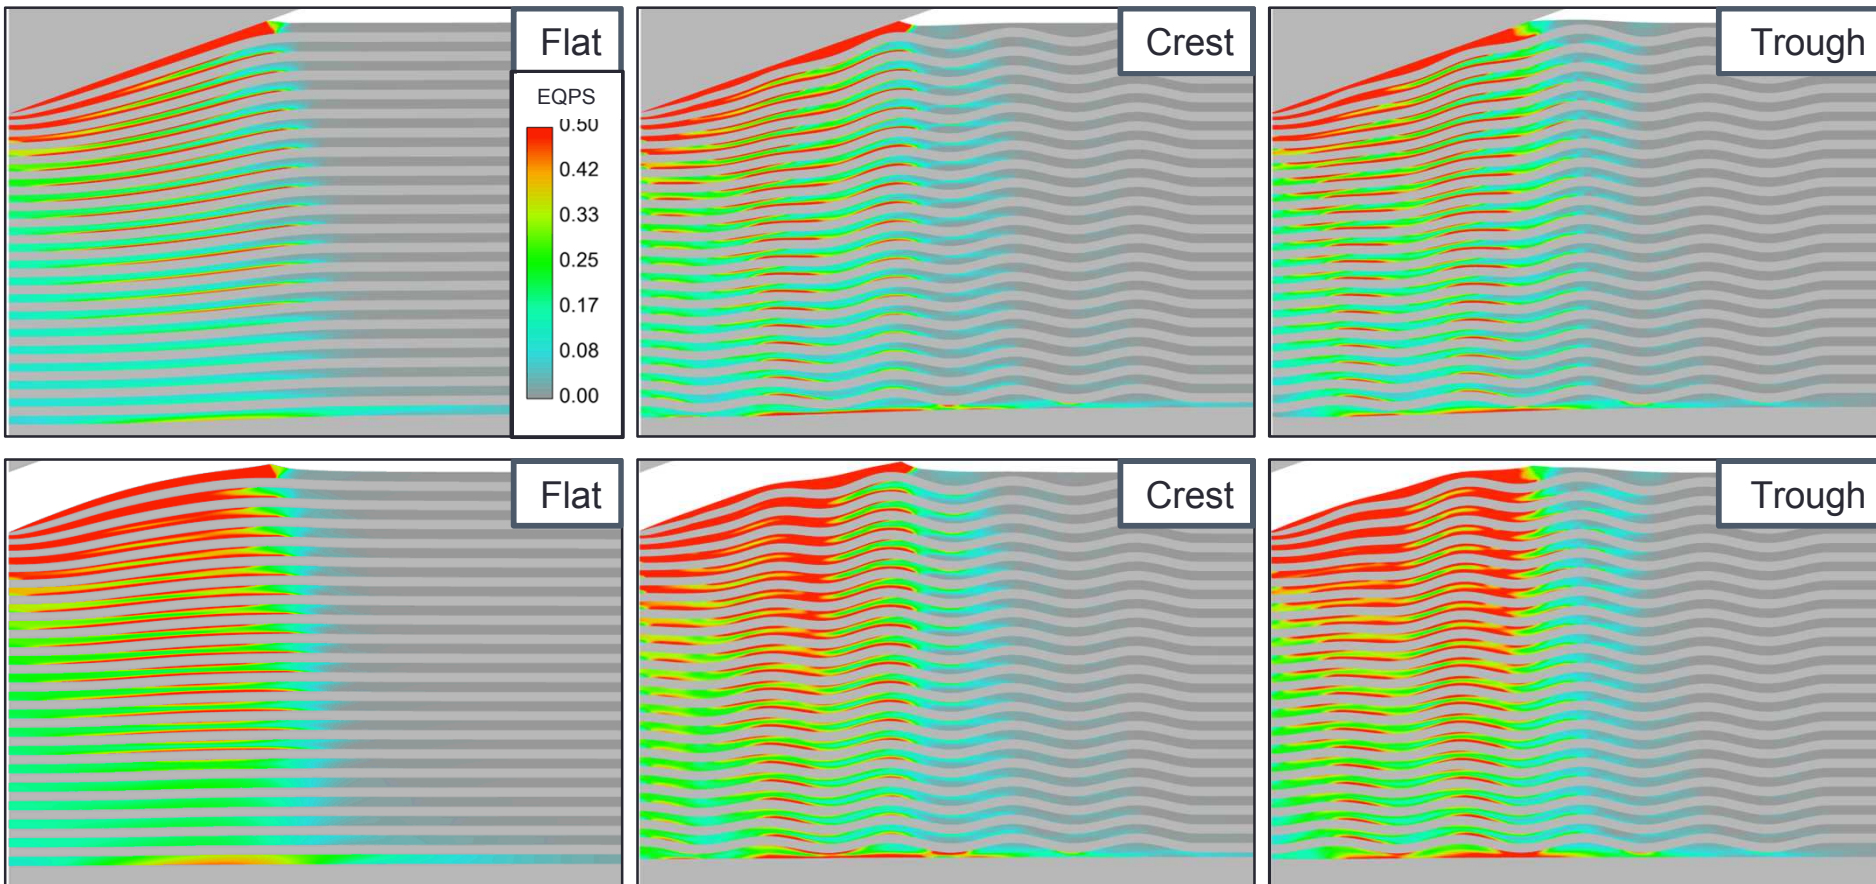 Flat
Crest
Trough
EQPS
0.50
0.42
0.33
0.25
0.17
0.08
0.00
Flat
Crest
Trough